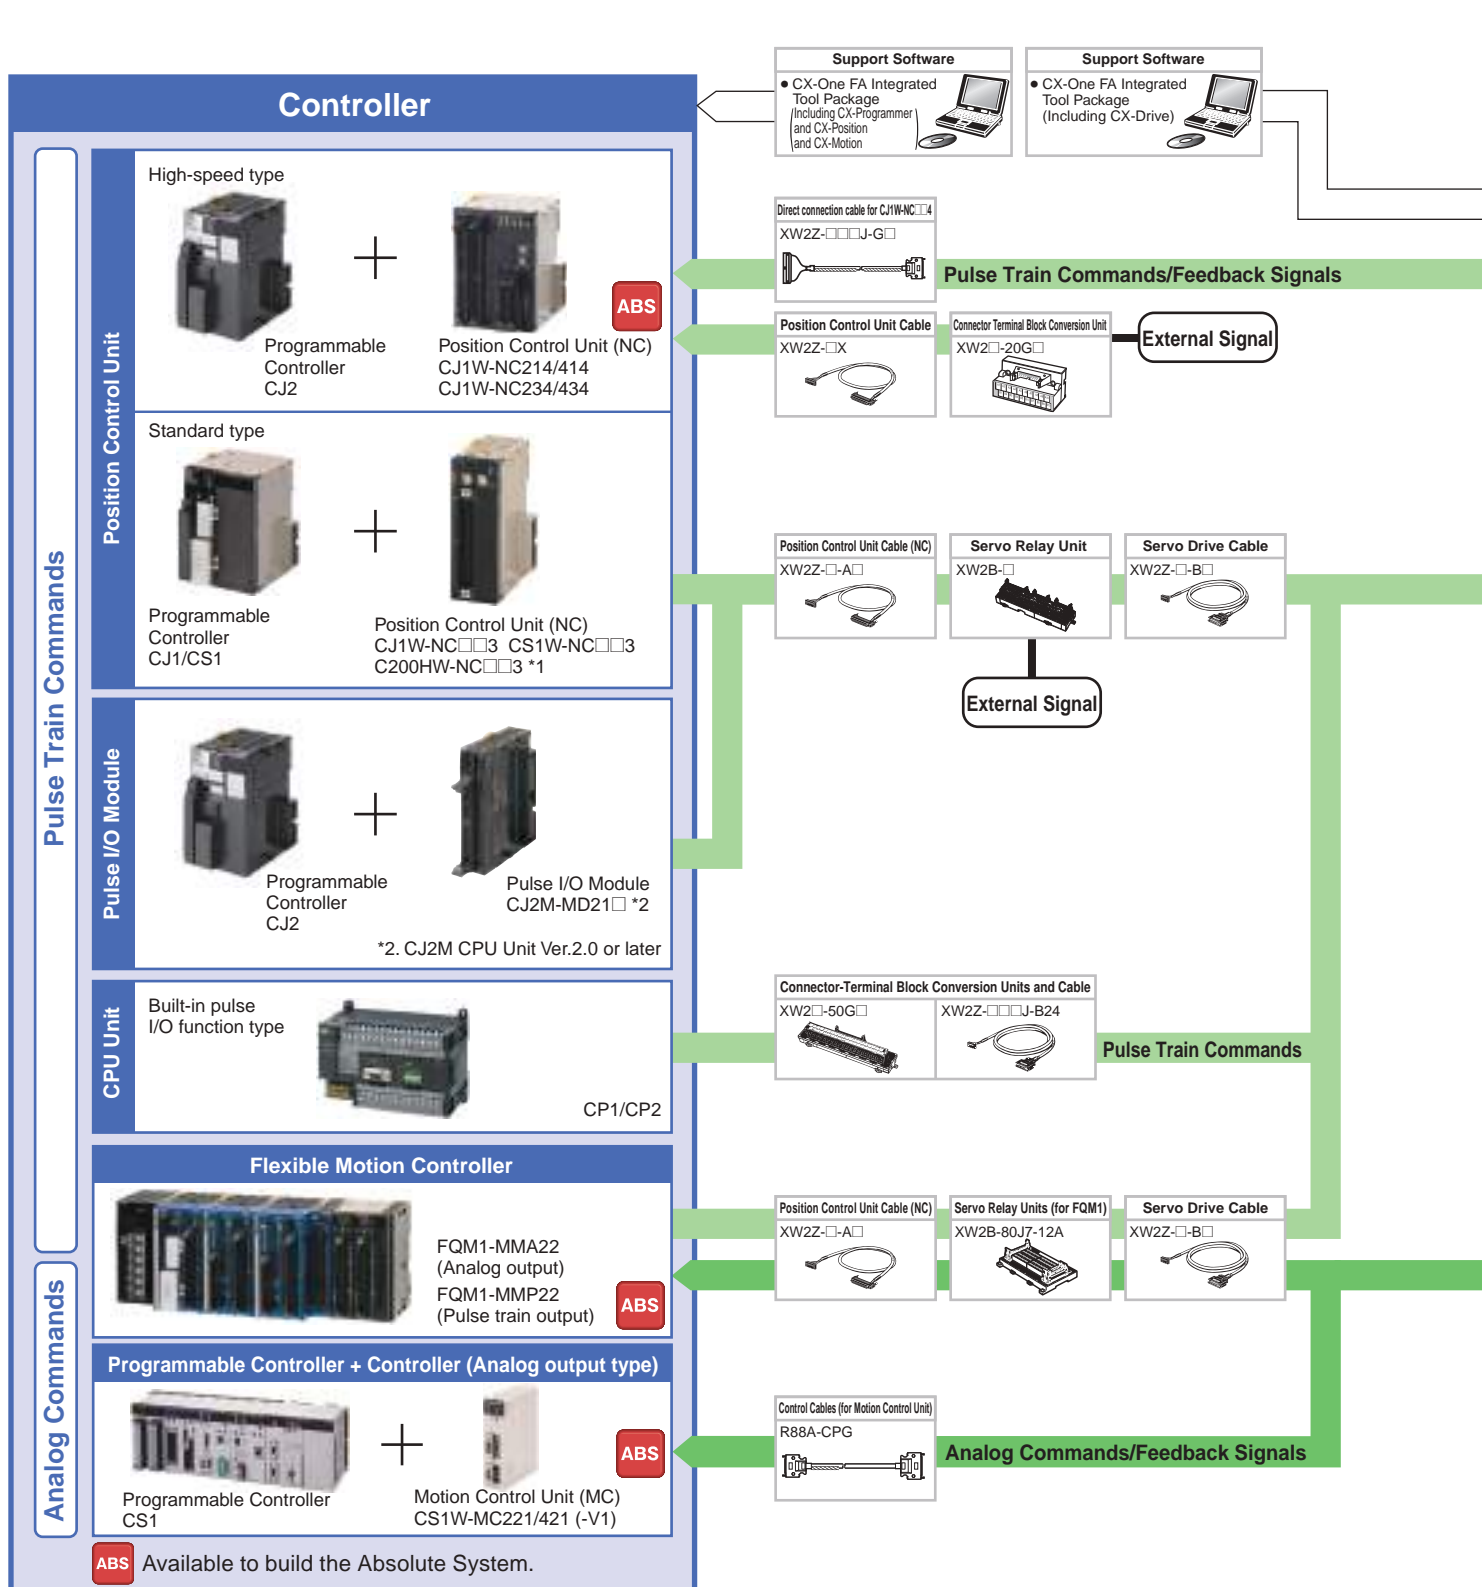 Support Software
● CX-One FA Integrated
Tool Package
(Including CX-Programmer
and CX-Position
and CX-Motion)
Support Software
● CX-One FA Integrated
Tool Package
(Including CX-Drive)
Controller
Pulse Train Commands
Position Control Unit
High-speed type
Programmable
Controller
CJ2
ABS
Position Control Unit (NC)
CJ1W-NC214/414
CJ1W-NC234/434
Direct connection cable for CJ1W-NC□□4
XW2Z-□□□J-G□
Pulse Train Commands/Feedback Signals
Position Control Unit Cable
XW2Z-□X
Connector Terminal Block Conversion Unit
XW2□-20G□
External Signal
Standard type
Programmable
Controller
CJ1/CS1
Position Control Unit (NC)
CJ1W-NC□□3 CS1W-NC□□3
C200HW-NC□□3 *1
Position Control Unit Cable (NC)
XW2Z-□-A□
Servo Relay Unit
XW2B-□
Servo Drive Cable
XW2Z-□-B□
External Signal
Pulse I/O Module
Programmable
Controller
CJ2
Pulse I/O Module
CJ2M-MD21□ *2
*2. CJ2M CPU Unit Ver.2.0 or later
CPU Unit
Built-in pulse
I/O function type
CP1/CP2
Connector-Terminal Block Conversion Units and Cable
XW2□-50G□
XW2Z-□□□J-B24
Pulse Train Commands
Flexible Motion Controller
FQM1-MMA22
(Analog output)
FQM1-MMP22
(Pulse train output)
ABS
Position Control Unit Cable (NC)
XW2Z-□-A□
Servo Relay Units (for FQM1)
XW2B-80J7-12A
Servo Drive Cable
XW2Z-□-B□
Analog Commands
Programmable Controller + Controller (Analog output type)
Programmable Controller
CS1
ABS
Motion Control Unit (MC)
CS1W-MC221/421 (-V1)
Control Cables (for Motion Control Unit)
R88A-CPG
Analog Commands/Feedback Signals
ABS Available to build the Absolute System.